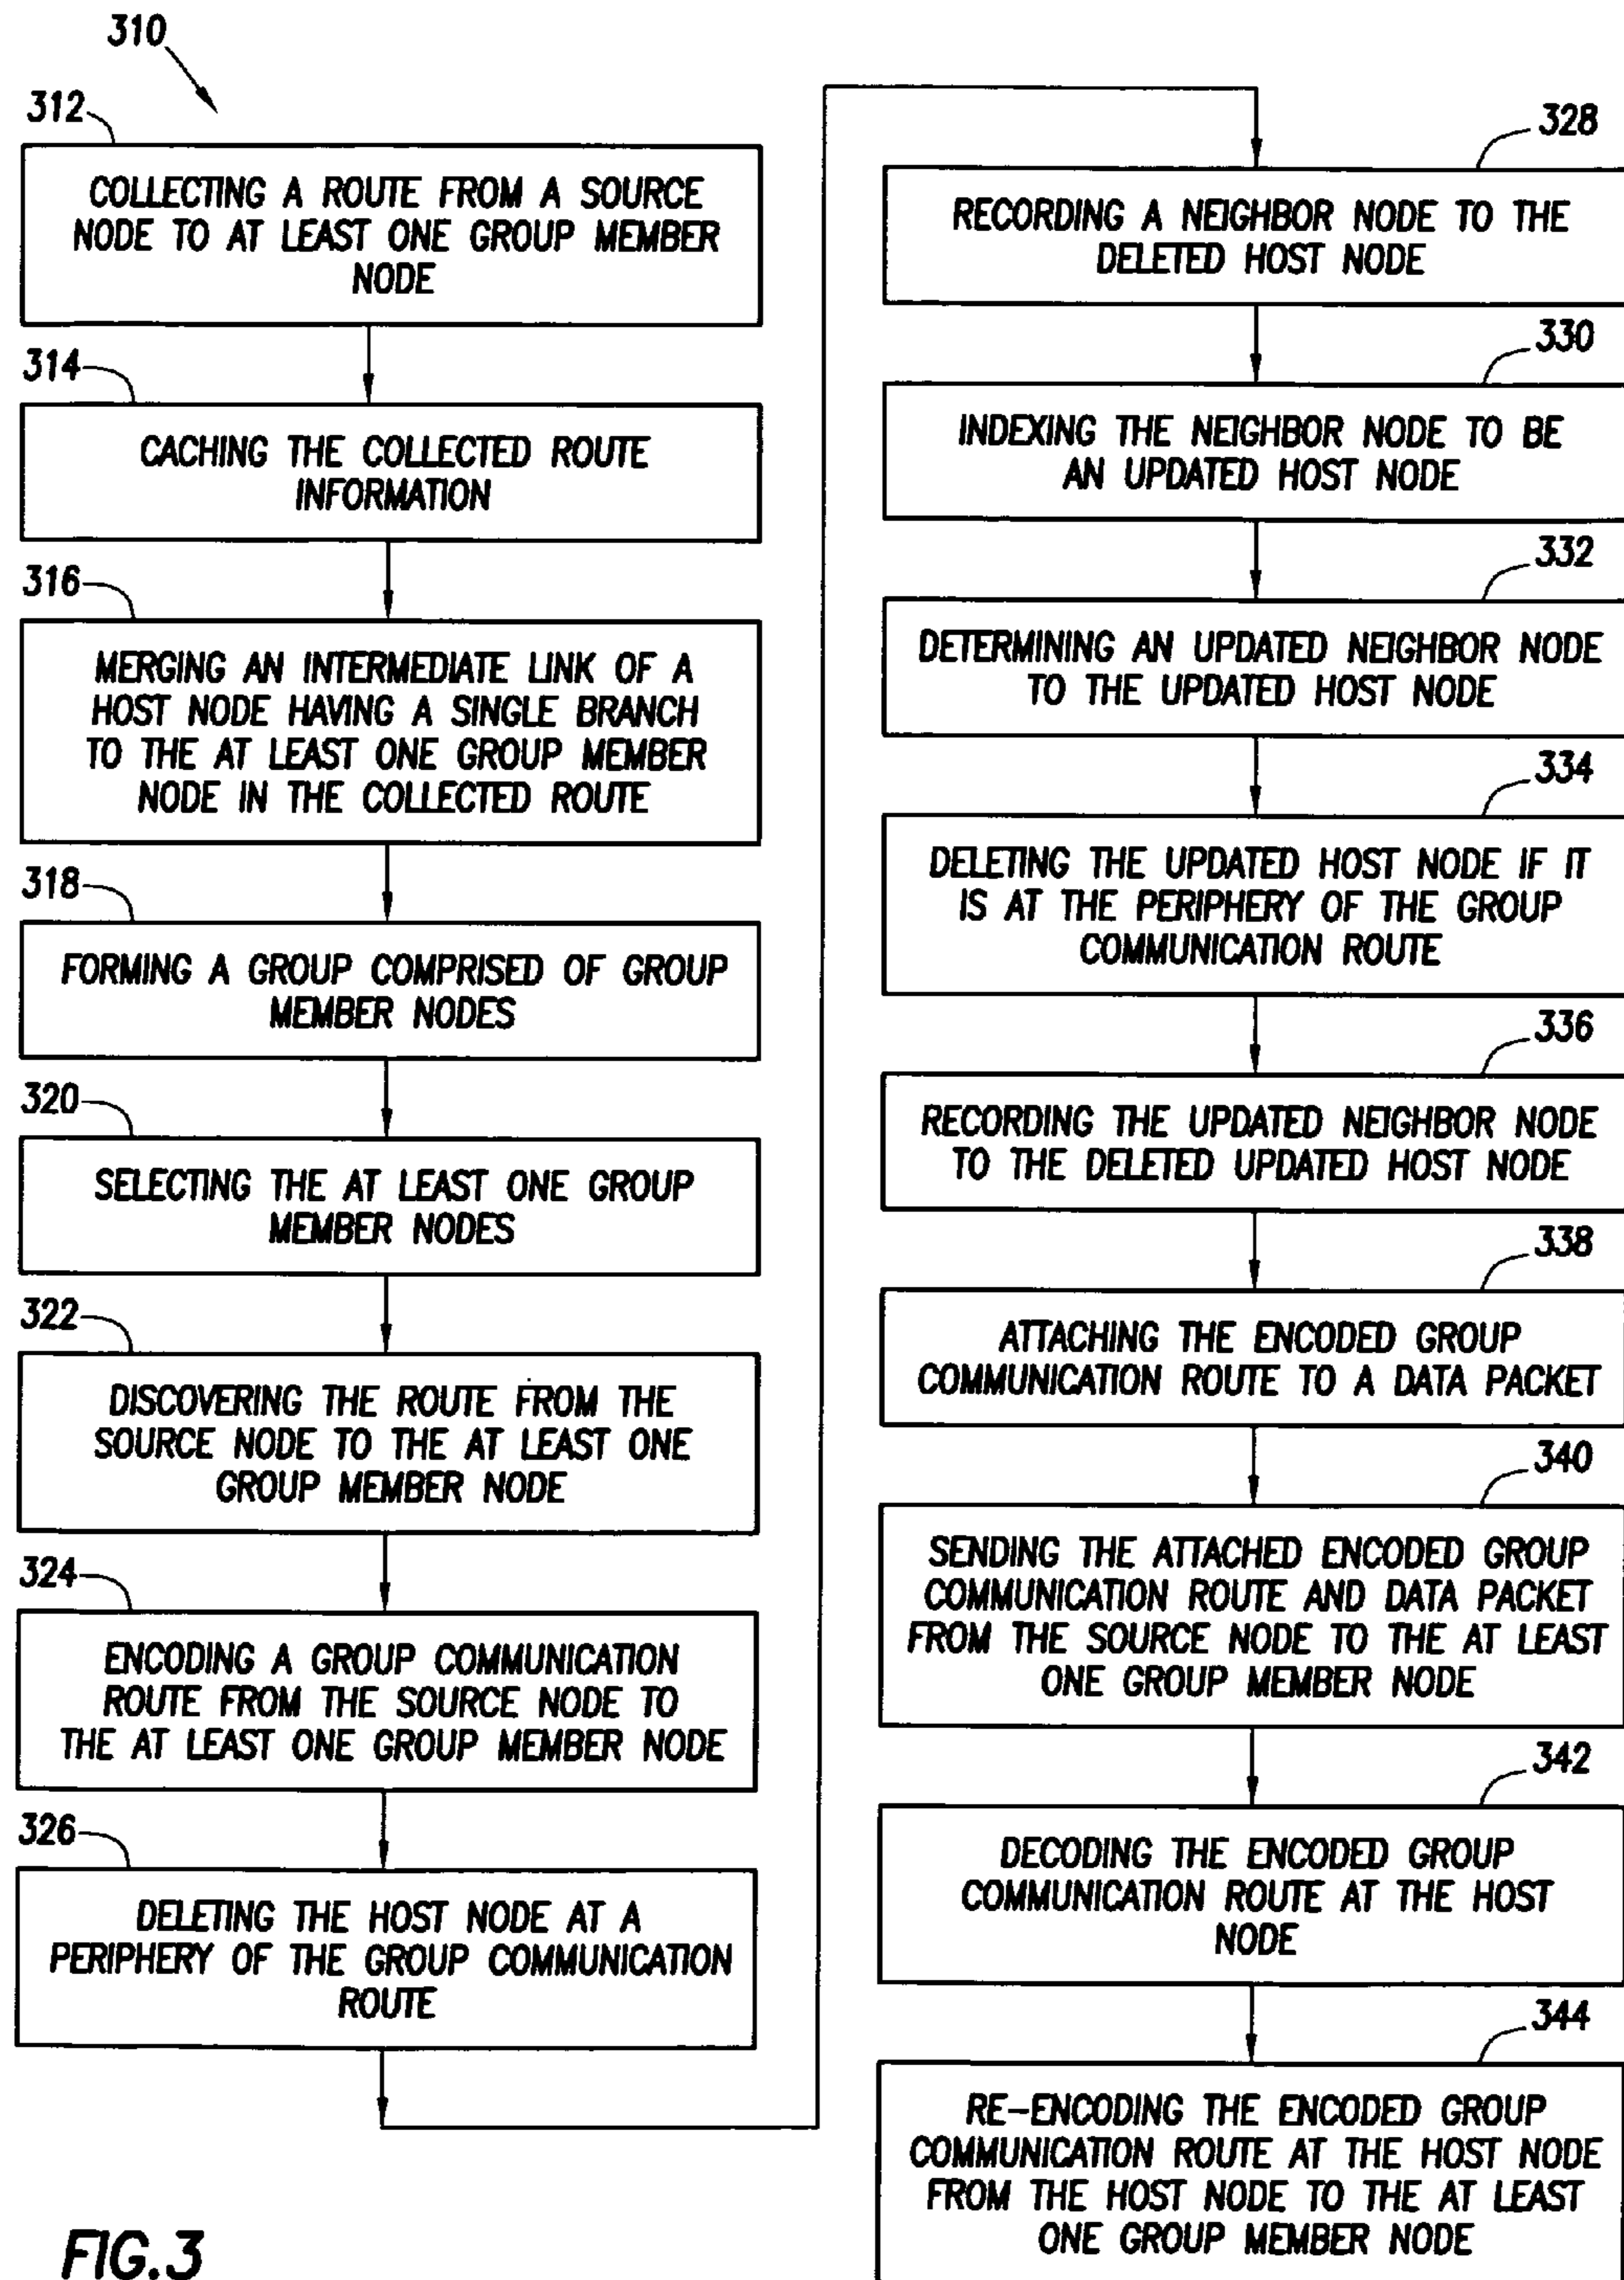 310
312
COLLECTING A ROUTE FROM A SOURCE
NODE TO AT LEAST ONE GROUP MEMBER
NODE
314
CACHING THE COLLECTED ROUTE
INFORMATION
316
MERGING AN INTERMEDIATE LINK OF A
HOST NODE HAVING A SINGLE BRANCH
TO THE AT LEAST ONE GROUP MEMBER
NODE IN THE COLLECTED ROUTE
318
FORMING A GROUP COMPRISED OF GROUP
MEMBER NODES
320
SELECTING THE AT LEAST ONE GROUP
MEMBER NODES
322
DISCOVERING THE ROUTE FROM THE
SOURCE NODE TO THE AT LEAST ONE
GROUP MEMBER NODE
324
ENCODING A GROUP COMMUNICATION
ROUTE FROM THE SOURCE NODE TO
THE AT LEAST ONE GROUP MEMBER NODE
326
DELETING THE HOST NODE AT A
PERIPHERY OF THE GROUP COMMUNICATION
ROUTE
328
RECORDING A NEIGHBOR NODE TO THE
DELETED HOST NODE
330
INDEXING THE NEIGHBOR NODE TO BE
AN UPDATED HOST NODE
332
DETERMINING AN UPDATED NEIGHBOR NODE
TO THE UPDATED HOST NODE
334
DELETING THE UPDATED HOST NODE IF IT
IS AT THE PERIPHERY OF THE GROUP
COMMUNICATION ROUTE
336
RECORDING THE UPDATED NEIGHBOR NODE
TO THE DELETED UPDATED HOST NODE
338
ATTACHING THE ENCODED GROUP
COMMUNICATION ROUTE TO A DATA PACKET
340
SENDING THE ATTACHED ENCODED GROUP
COMMUNICATION ROUTE AND DATA PACKET
FROM THE SOURCE NODE TO THE AT LEAST
ONE GROUP MEMBER NODE
342
DECODING THE ENCODED GROUP
COMMUNICATION ROUTE AT THE HOST
NODE
344
RE-ENCODING THE ENCODED GROUP
COMMUNICATION ROUTE AT THE HOST NODE
FROM THE HOST NODE TO THE AT LEAST
ONE GROUP MEMBER NODE
FIG.3